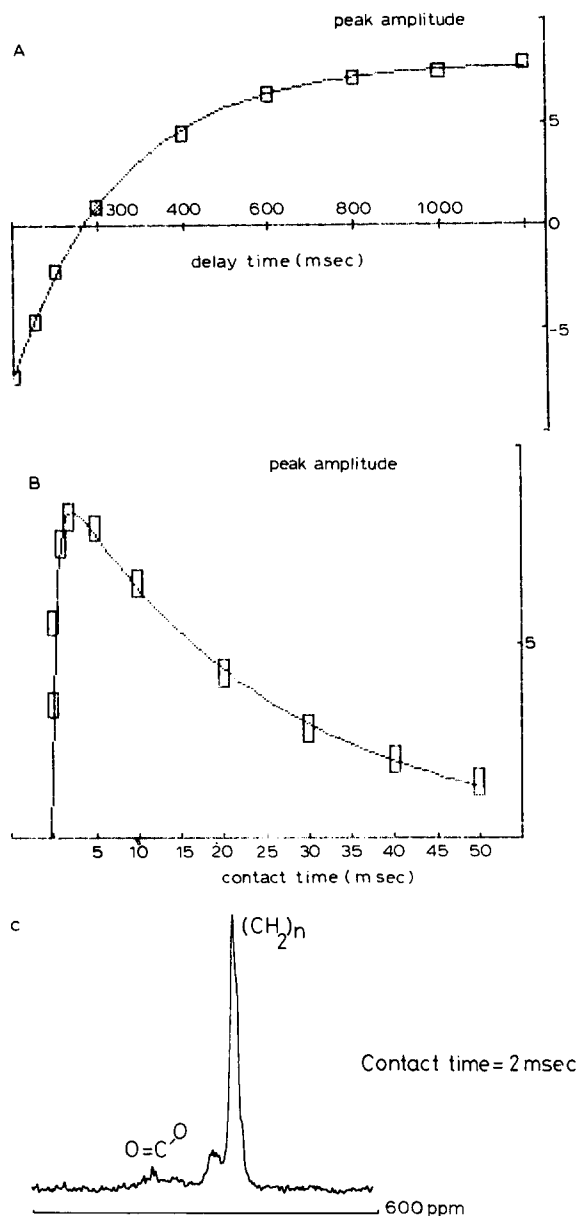 peak amplitude
A
5
300 400 600 800 1000
0
delay time (msec)
-5
peak amplitude
B
5
5 10 15 20 25 30 35 40 45 50
contact time (msec)
C
(CH2)n
Contact time = 2 msec
O=C O
600 ppm